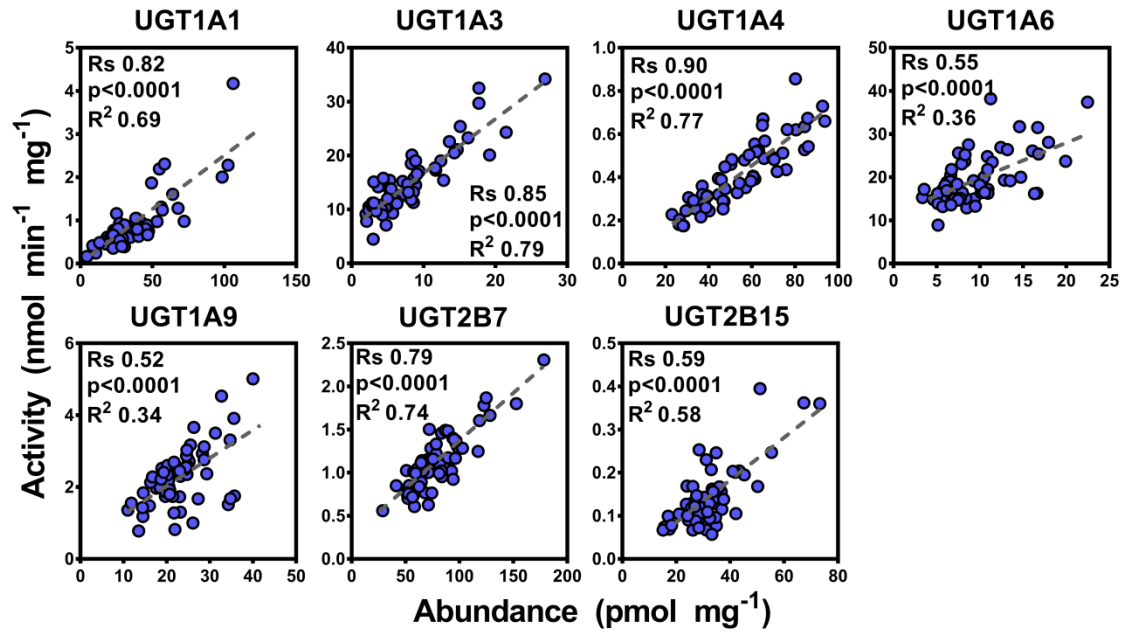 UGT1A1
UGT1A3
UGT1A4
UGT1A6
Rs 0.82
p<0.0001
R² 0.69
5
4
3
2
1
0
0 50 100 150
Rs 0.85
p<0.0001
R² 0.79
40
30
20
10
0
0 10 20 30
Rs 0.90
p<0.0001
R² 0.77
1.0
0.8
0.6
0.4
0.2
0.0
0 20 40 60 80 100
Rs 0.55
p<0.0001
R² 0.36
50
40
30
20
10
0
0 5 10 15 20 25
UGT1A9
UGT2B7
UGT2B15
Rs 0.52
p<0.0001
R² 0.34
6
4
2
0
0 10 20 30 40 50
Rs 0.79
p<0.0001
R² 0.74
2.5
2.0
1.5
1.0
0.5
0.0
0 50 100 150 200
Rs 0.59
p<0.0001
R² 0.58
0.5
0.4
0.3
0.2
0.1
0.0
0 20 40 60 80
Activity (nmol min⁻¹ mg⁻¹)
Abundance (pmol mg⁻¹)